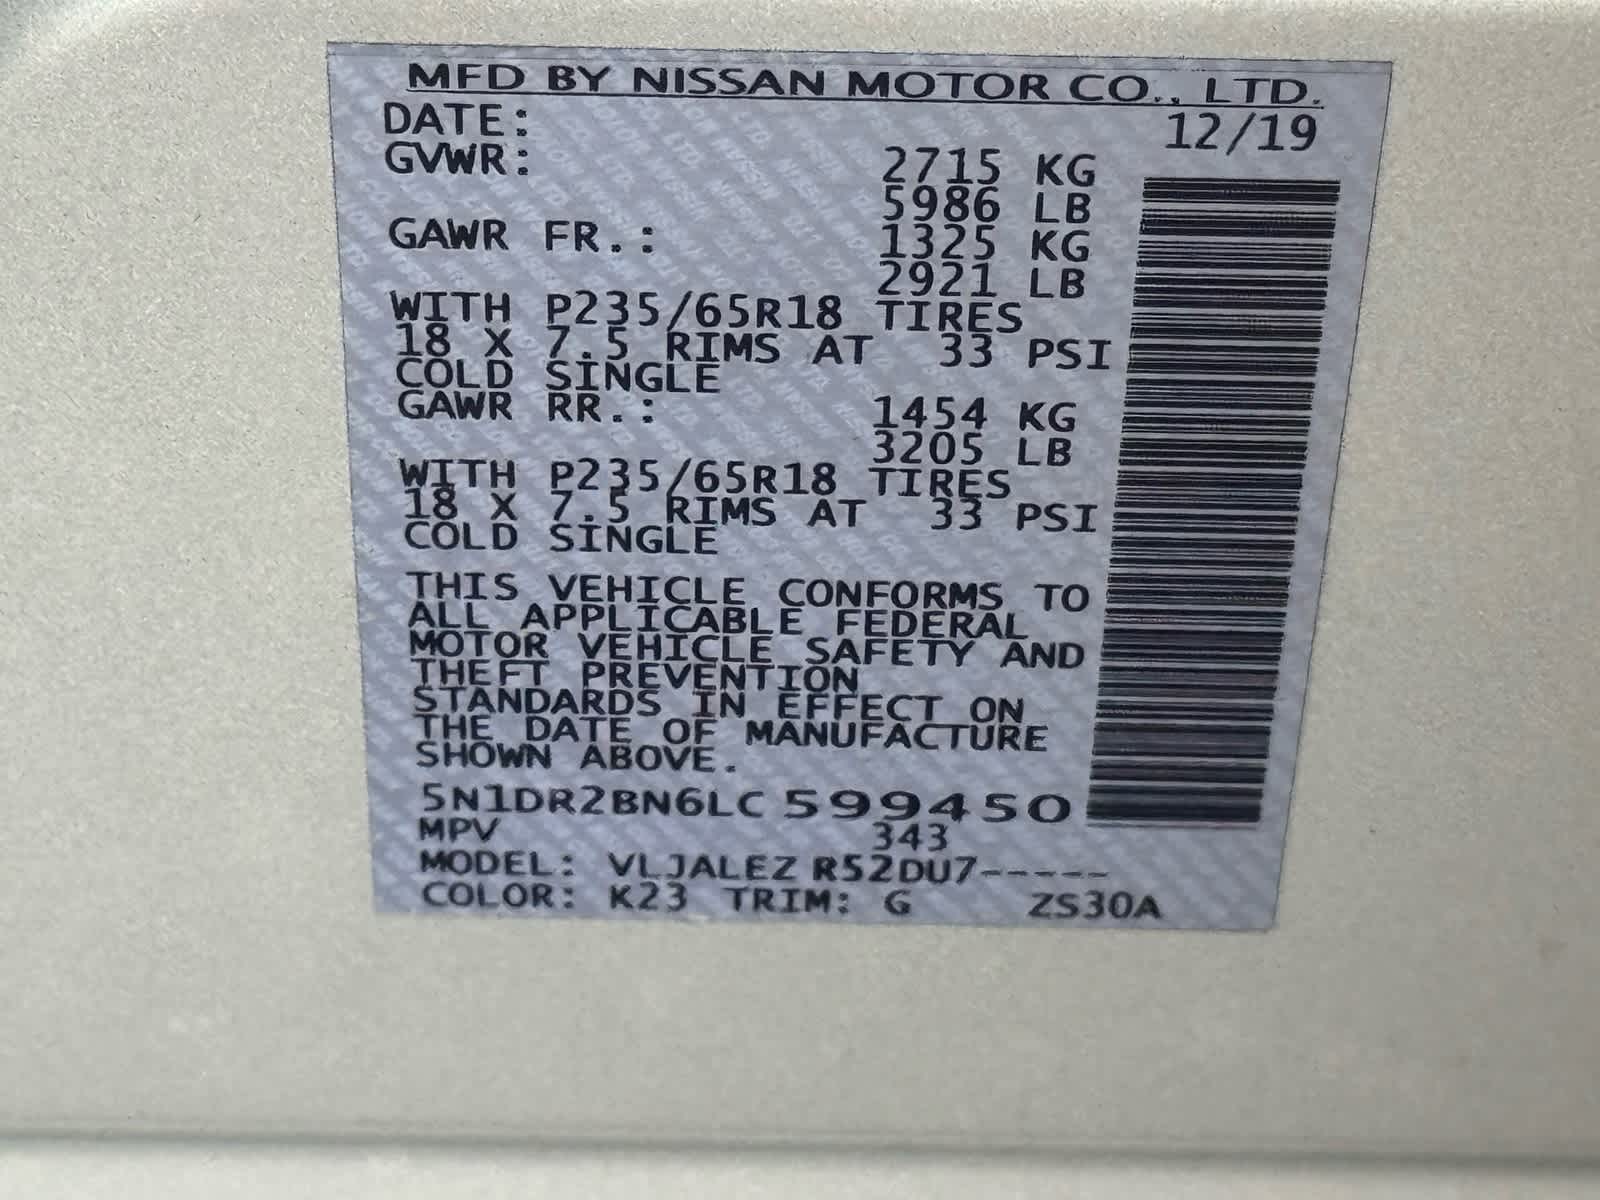 MFD BY NISSAN MOTOR CO., LTD.
DATE: 12/19
GVWR: 2715 KG
5986 LB
GAWR FR.: 1325 KG
2921 LB
WITH P235/65R18 TIRES
18 X 7.5 RIMS AT 33 PSI
COLD SINGLE
GAWR RR.: 1454 KG
3205 LB
WITH P235/65R18 TIRES
18 X 7.5 RIMS AT 33 PSI
COLD SINGLE
THIS VEHICLE CONFORMS TO
ALL APPLICABLE FEDERAL
MOTOR VEHICLE SAFETY AND
THEFT PREVENTION
STANDARDS IN EFFECT ON
THE DATE OF MANUFACTURE
SHOWN ABOVE.
5N1DR2BN6LC599450
MPV 343
MODEL: VLJALEZ R52DU7-----
COLOR: K23 TRIM: G ZS30A